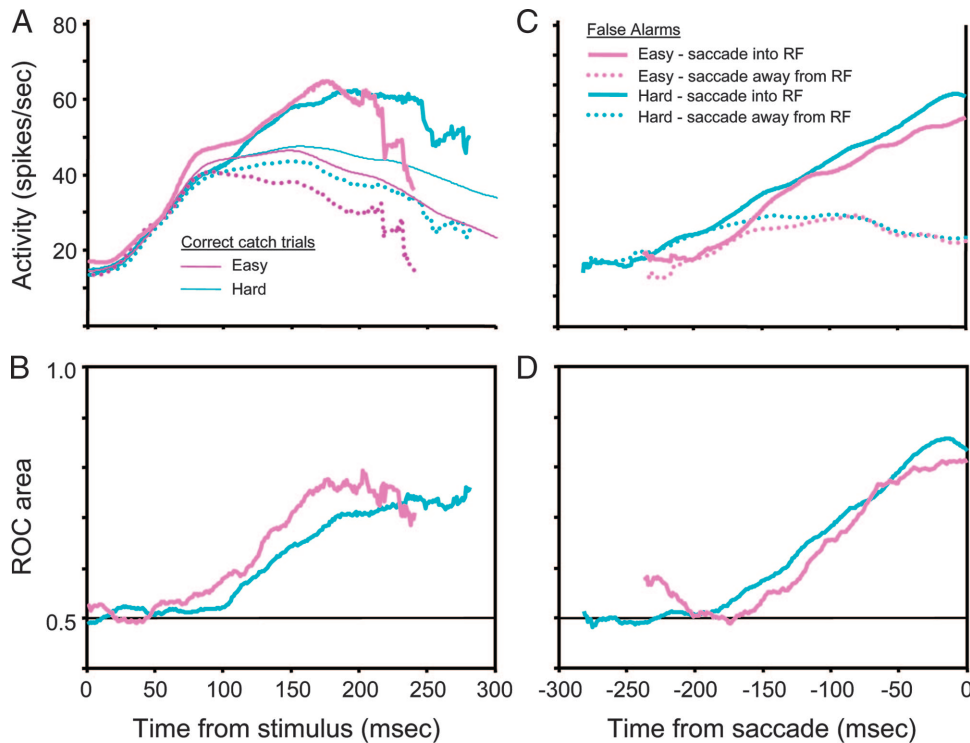 A
Activity (spikes/sec)
80
60
40
20
Correct catch trials
Easy
Hard
C
False Alarms
Easy - saccade into RF
Easy - saccade away from RF
Hard - saccade into RF
Hard - saccade away from RF
B
ROC area
1.0
0.5
0 50 100 150 200 250 300
Time from stimulus (msec)
D
-300 -250 -200 -150 -100 -50 0
Time from saccade (msec)